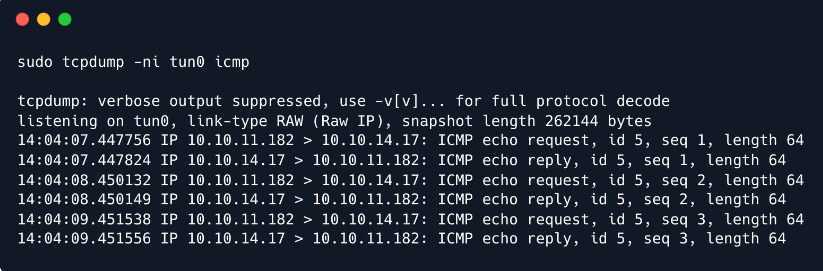 sudo tcpdump -ni tun0 icmp
tcpdump: verbose output suppressed, use -v[v]... for full protocol decode
listening on tun0, link-type RAW (Raw IP), snapshot length 262144 bytes
14:04:07.447756 IP 10.10.11.182 > 10.10.14.17: ICMP echo request, id 5, seq 1, length 64
14:04:07.447824 IP 10.10.14.17 > 10.10.11.182: ICMP echo reply, id 5, seq 1, length 64
14:04:08.450132 IP 10.10.11.182 > 10.10.14.17: ICMP echo request, id 5, seq 2, length 64
14:04:08.450149 IP 10.10.14.17 > 10.10.11.182: ICMP echo reply, id 5, seq 2, length 64
14:04:09.451538 IP 10.10.11.182 > 10.10.14.17: ICMP echo request, id 5, seq 3, length 64
14:04:09.451556 IP 10.10.14.17 > 10.10.11.182: ICMP echo reply, id 5, seq 3, length 64